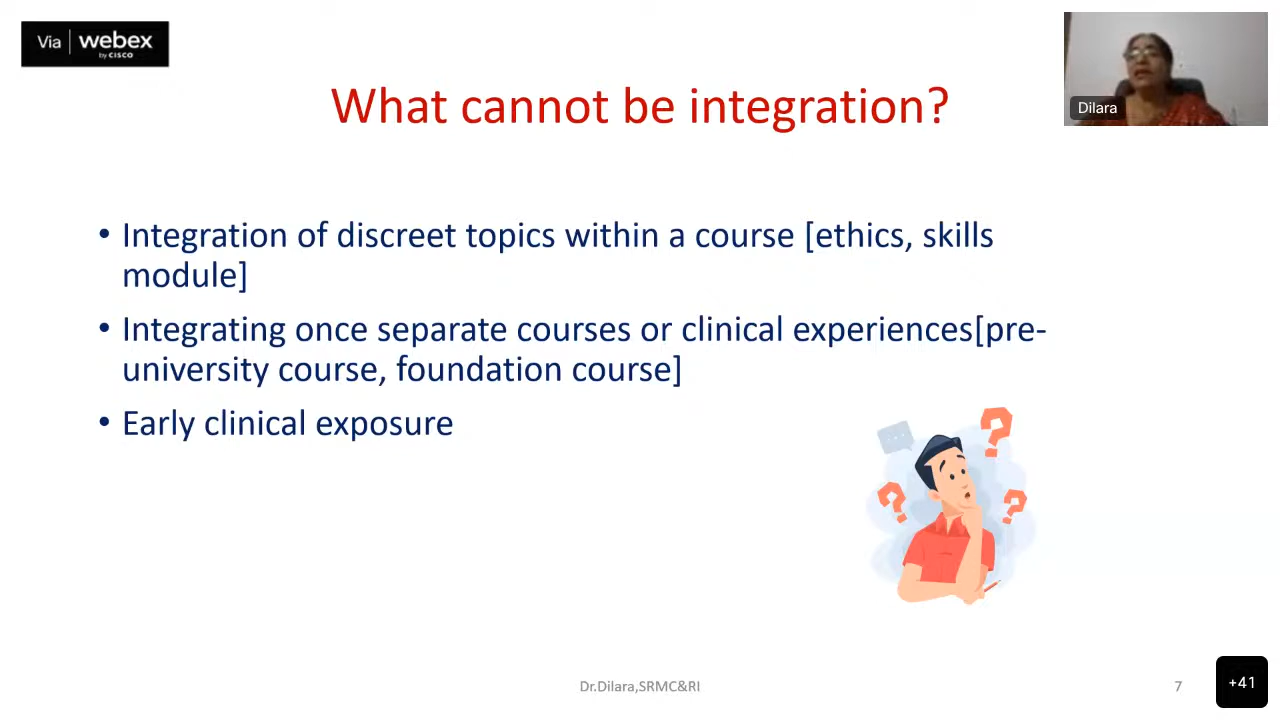 Via | webex
by CISCO
What cannot be integration?
Dilara
• Integration of discreet topics within a course [ethics, skills
module]
• Integrating once separate courses or clinical experiences[pre-
university course, foundation course]
• Early clinical exposure
Dr.Dilara,SRMC&RI
7
+41